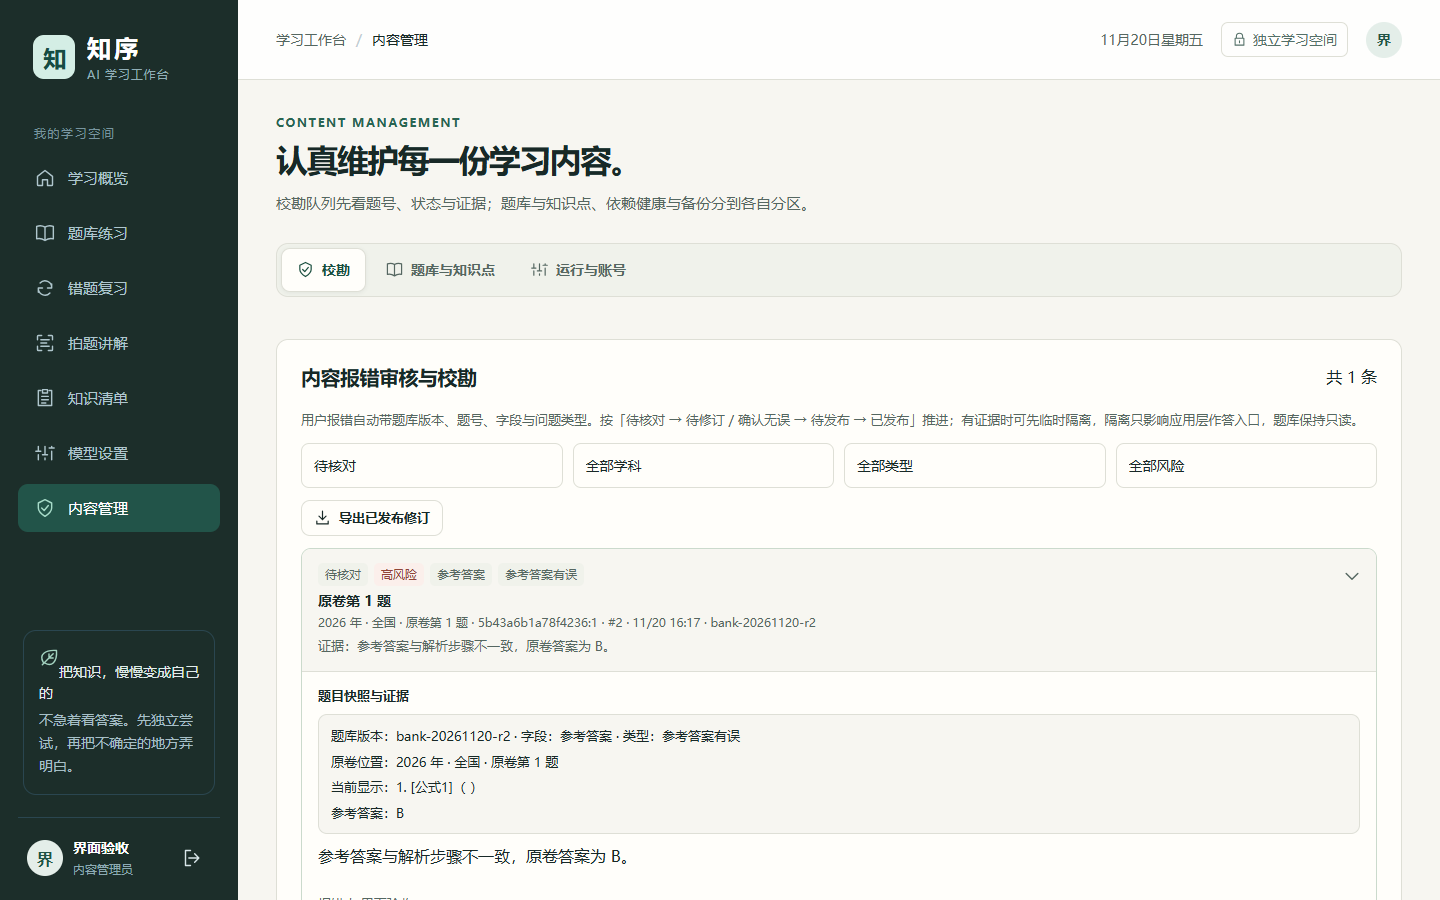 知
知序
AI 学习工作台
我的学习空间
学习概览
题库练习
错题复习
拍题讲解
知识清单
模型设置
内容管理
把知识，慢慢变成自己
的
不急着看答案。先独立尝
试，再把不确定的地方弄
明白。
界
界面验收
内容管理员
学习工作台 / 内容管理
11月20日星期五
独立学习空间
界
CONTENT MANAGEMENT
认真维护每一份学习内容。
校勘队列先看题号、状态与证据；题库与知识点、依赖健康与备份分到各自分区。
校勘
题库与知识点
运行与账号
内容报错审核与校勘
共 1 条
用户报错自动带题库版本、题号、字段与问题类型。按「待核对 → 待修订 / 确认无误 → 待发布 → 已发布」推进；有证据时可先临时隔离，隔离只影响应用层作答入口，题库保持只读。
待核对
全部学科
全部类型
全部风险
导出已发布修订
待核对 高风险 参考答案 参考答案有误
原卷第 1 题
2026 年 · 全国 · 原卷第 1 题 · 5b43a6b1a78f4236:1 · #2 · 11/20 16:17 · bank-20261120-r2
证据：参考答案与解析步骤不一致，原卷答案为 B。
题目快照与证据
题库版本：bank-20261120-r2 · 字段：参考答案 · 类型：参考答案有误
原卷位置：2026 年 · 全国 · 原卷第 1 题
当前显示：1. [公式1]（ ）
参考答案：B
参考答案与解析步骤不一致，原卷答案为 B。